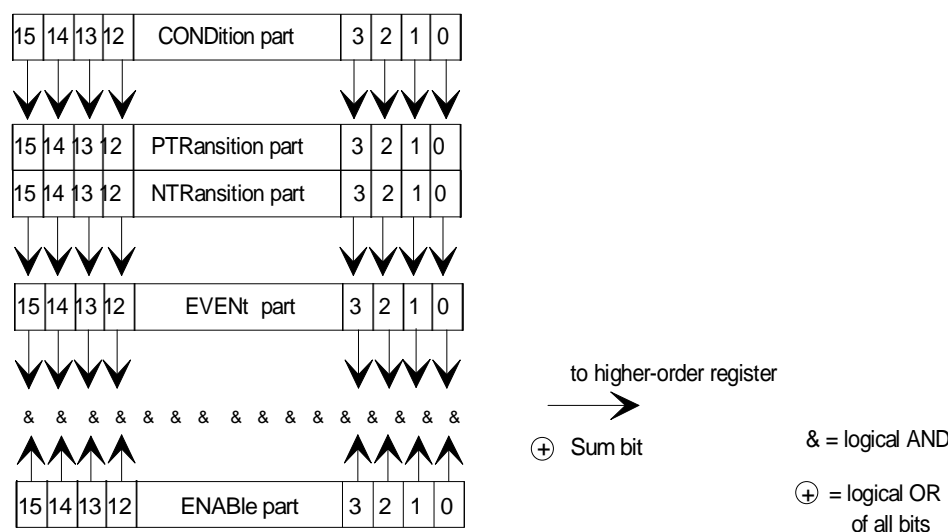 15 14 13 12 CONDition part 3 2 1 0
15 14 13 12 PTRansition part 3 2 1 0
15 14 13 12 NTRansition part 3 2 1 0
15 14 13 12 EVENt part 3 2 1 0
to higher-order register
& & & & & & & & & & & & & & & &
+ Sum bit
& = logical AND
15 14 13 12 ENABle part 3 2 1 0
+ = logical OR
of all bits